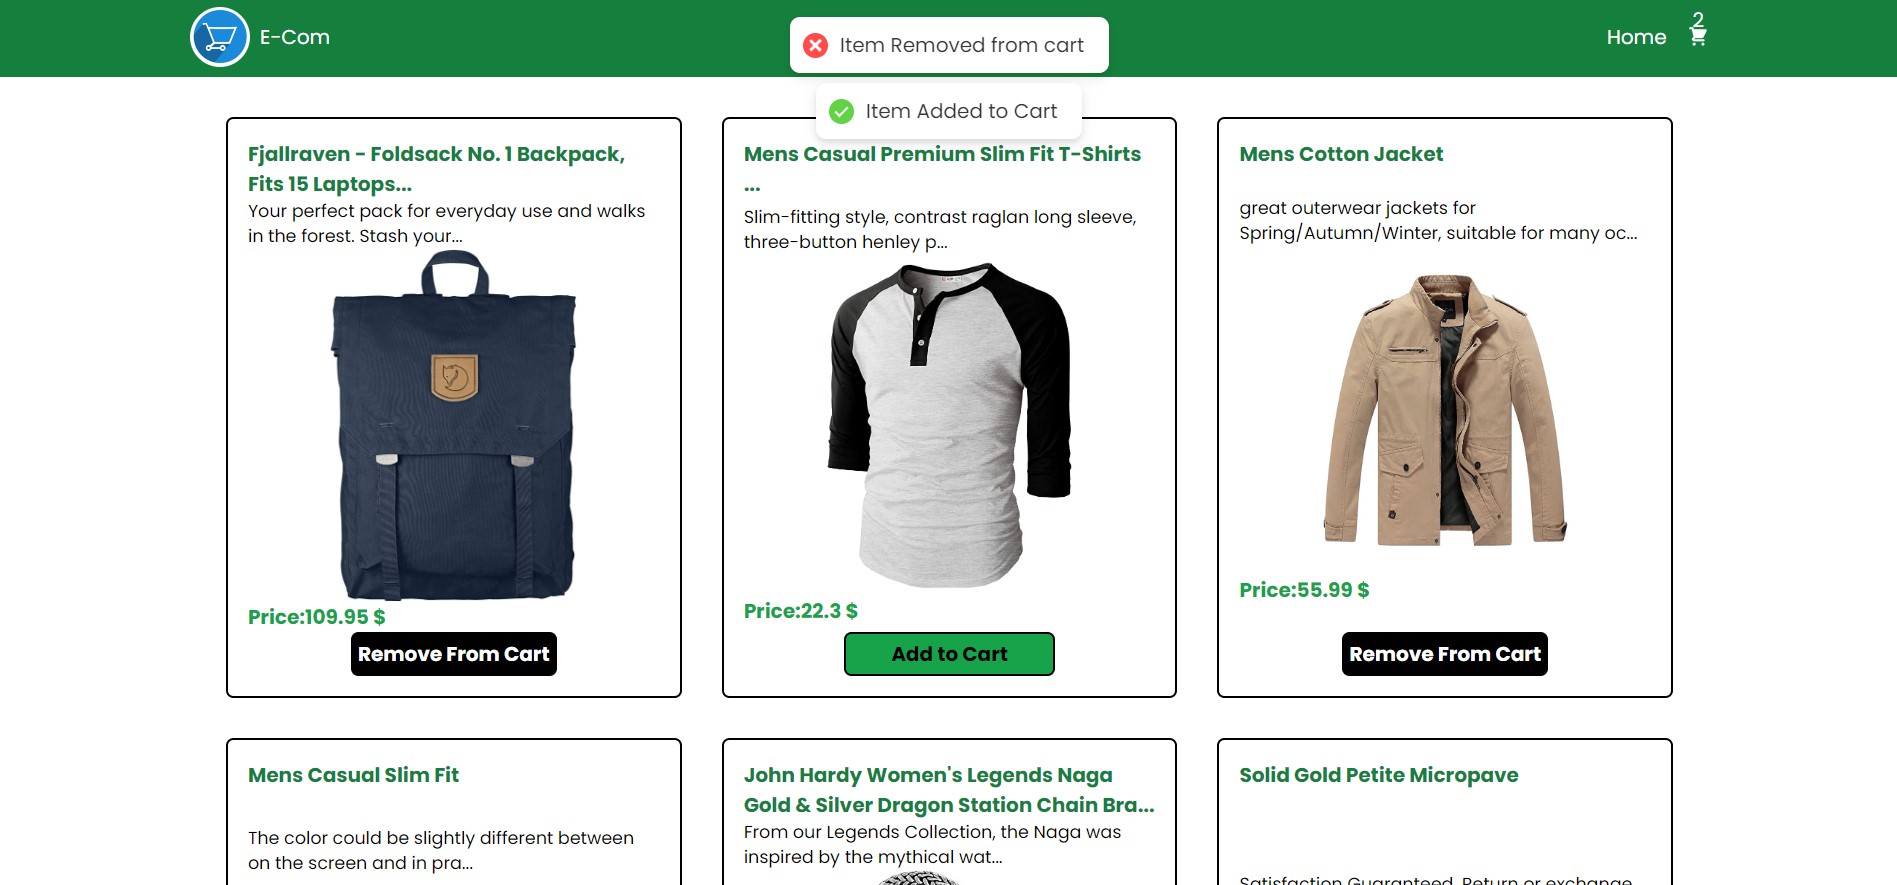 E-Com
Item Removed from cart
Home
2
Item Added to Cart
Fjallraven - Foldsack No. 1 Backpack,
Fits 15 Laptops...
Your perfect pack for everyday use and walks
in the forest. Stash your...
Price:109.95 $
Remove From Cart
Mens Casual Premium Slim Fit T-Shirts
...
Slim-fitting style, contrast raglan long sleeve,
three-button henley p...
Price:22.3 $
Add to Cart
Mens Cotton Jacket
great outerwear jackets for
Spring/Autumn/Winter, suitable for many oc...
Price:55.99 $
Remove From Cart
Mens Casual Slim Fit
The color could be slightly different between
on the screen and in pra...
John Hardy Women's Legends Naga
Gold & Silver Dragon Station Chain Bra...
From our Legends Collection, the Naga was
inspired by the mythical wat...
Solid Gold Petite Micropave
Satisfaction Guaranteed. Return or exchange